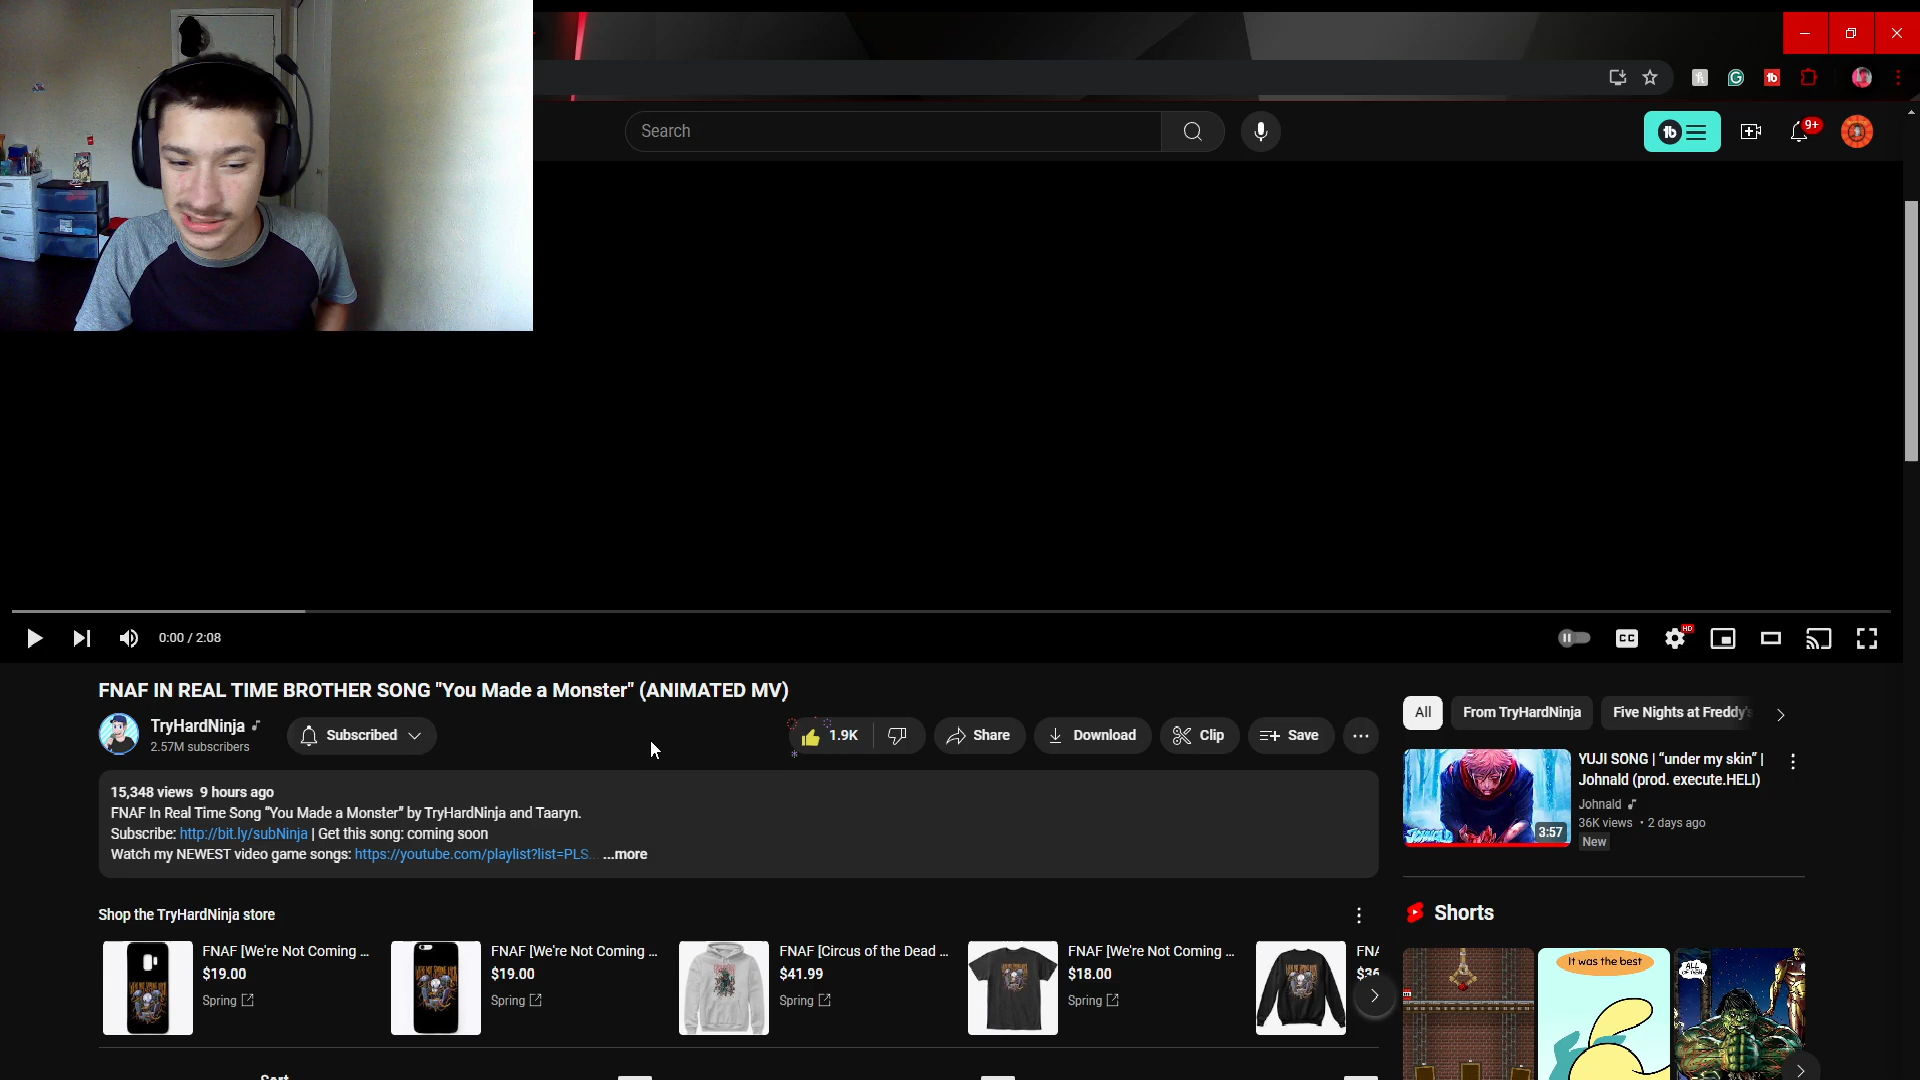 Search
9+
0:00 / 2:08
CC
HD
FNAF IN REAL TIME BROTHER SONG "You Made a Monster" (ANIMATED MV)
TryHardNinja
2.57M subscribers
Subscribed
1.9K
Share
Download
Clip
Save
15,348 views 9 hours ago
FNAF In Real Time Song "You Made a Monster" by TryHardNinja and Taaryn.
Subscribe: http://bit.ly/subNinja | Get this song: coming soon
Watch my NEWEST video game songs: https://youtube.com/playlist?list=PLS... ...more
Shop the TryHardNinja store
FNAF [We're Not Coming ...
$19.00
Spring
FNAF [We're Not Coming ...
$19.00
Spring
FNAF [Circus of the Dead ...
$41.99
Spring
FNAF [We're Not Coming ...
$18.00
Spring
FNA
$36
Sort
All
From TryHardNinja
Five Nights at Freddy's
YUJI SONG | "under my skin" |
Johnald (prod. execute.HELI)
Johnald
36K views • 2 days ago
New
JOHNALD
3:57
Shorts
It was the best